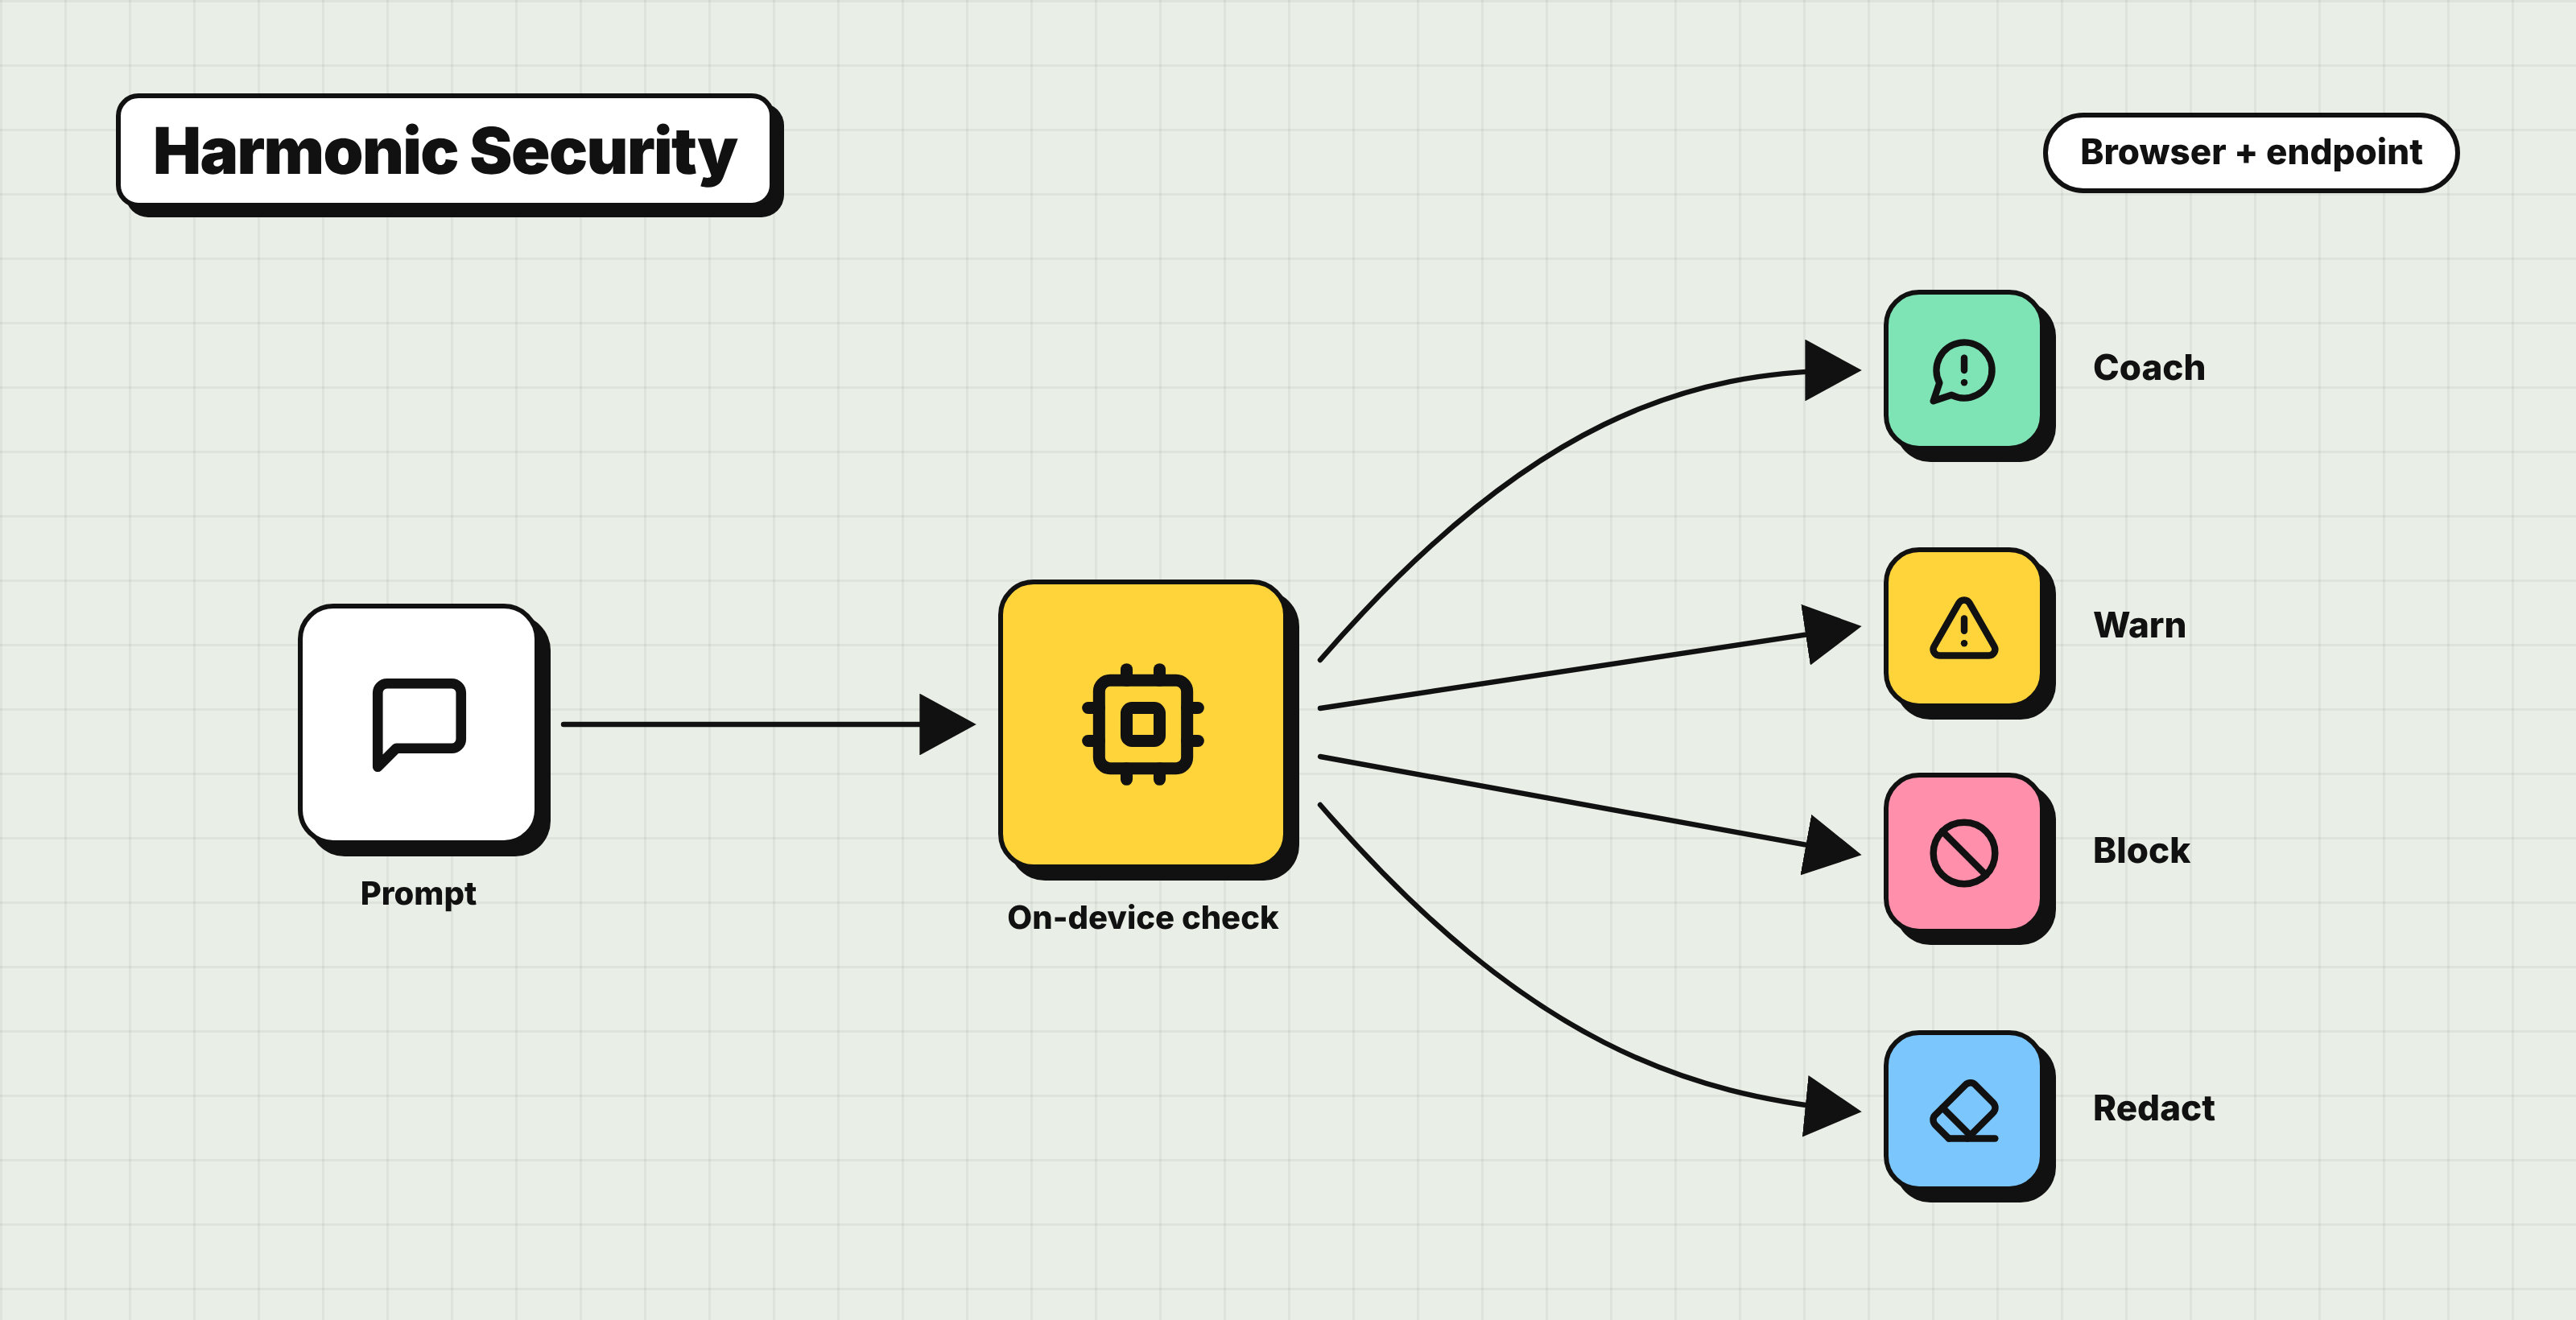 Harmonic Security
Browser + endpoint
Coach
Warn
Prompt
On-device check
Block
Redact